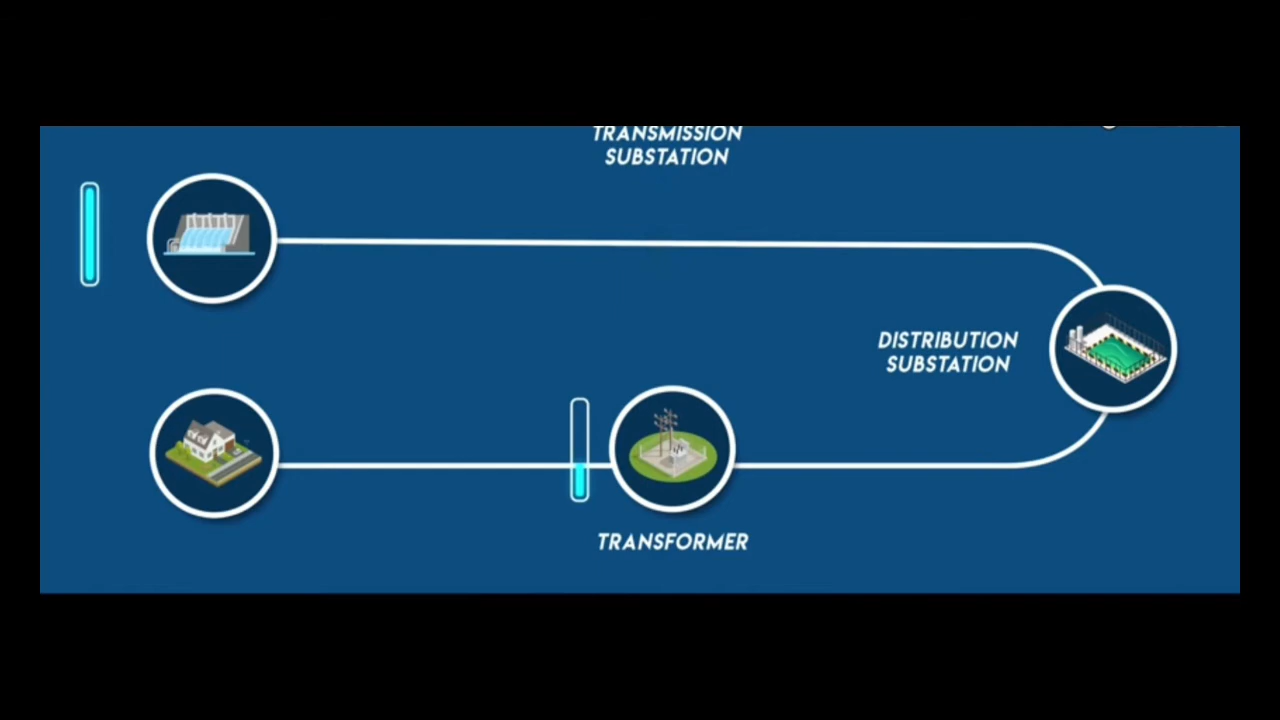 TRANSMISSION
SUBSTATION
DISTRIBUTION
SUBSTATION
TRANSFORMER